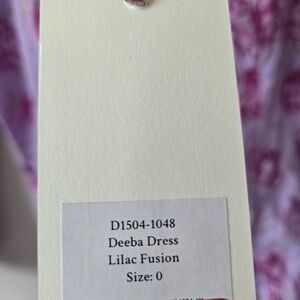 D1504-1048
Deeba Dress
Lilac Fusion
Size: 0